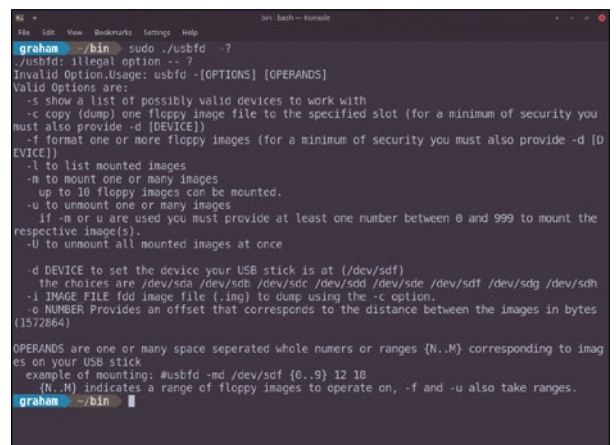 bin : bash — Konsole
File Edit View Bookmarks Settings Help
graham ~/bin sudo ./usbfd -?
./usbfd: illegal option -- ?
Invalid Option.Usage: usbfd -[OPTIONS] [OPERANDS]
Valid Options are:
-s show a list of possibly valid devices to work with
-c copy (dump) one floppy image file to the specified slot (for a minimum of security you
must also provide -d [DEVICE])
-f format one or more floppy images (for a minimum of security you must also provide -d [D
EVICE])
-l to list mounted images
-m to mount one or many images
up to 10 floppy images can be mounted.
-u to unmount one or many images
if -m or u are used you must provide at least one number between 0 and 999 to mount the
respective image(s).
-U to unmount all mounted images at once
-d DEVICE to set the device your USB stick is at (/dev/sdf)
the choices are /dev/sda /dev/sdb /dev/sdc /dev/sdd /dev/sde /dev/sdf /dev/sdg /dev/sdh
-i IMAGE FILE fdd image file (.img) to dump using the -c option.
-o NUMBER Provides an offset that corresponds to the distance between the images in bytes
(1572864)
OPERANDS are one or many space seperated whole numers or ranges {N..M} corresponding to imag
es on your USB stick
example of mounting: #usbfd -md /dev/sdf {0..9} 12 18
{N..M} indicates a range of floppy images to operate on, -f and -u also take ranges.
graham ~/bin